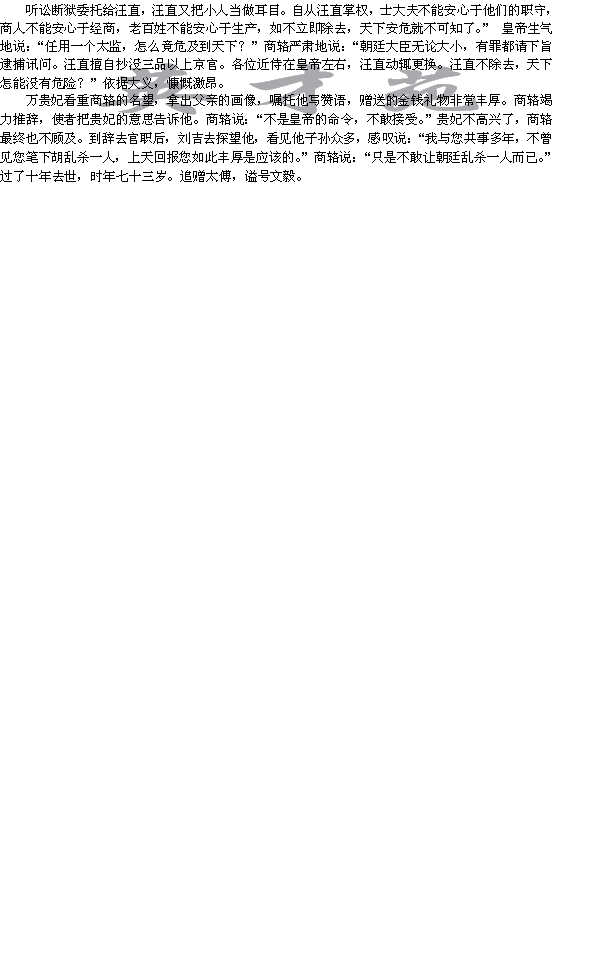 听讼断狱委托给汪直，汪直又把小人当做耳目。自从汪直掌权，士大夫不能安心于他们的职守，
商人不能安心于经商，老百姓不能安心于生产，如不立即除去，天下安危就不可知了。” 皇帝生气
地说：“任用一个太监，怎么竟危及到天下？”商辂严肃地说：“朝廷大臣无论大小，有罪都请下旨
逮捕讯问。汪直擅自抄没三品以上京官。各位近侍在皇帝左右，汪直动辄更换。汪直不除去，天下
怎能没有危险？”依据大义，慷慨激昂。
万贵妃看重商辂的名望，拿出父亲的画像，嘱托他写赞语，赠送的金钱礼物非常丰厚。商辂竭
力推辞，使者把贵妃的意思告诉他。商辂说：“不是皇帝的命令，不敢接受。”贵妃不高兴了，商辂
最终也不顾及。到辞去官职后，刘吉去探望他，看见他子孙众多，感叹说：“我与您共事多年，不曾
见您笔下胡乱杀一人，上天回报您如此丰厚是应该的。”商辂说：“只是不敢让朝廷乱杀一人而已。”
过了十年去世，时年七十三岁。追赠太傅，谥号文毅。
英才苑